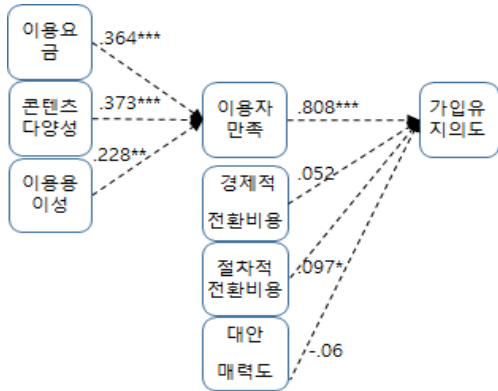 이용요
금
.364***
콘텐츠
다양성
.373***
이용용
이성
.228**
이용자
만족
.808***
가입유
지의도
경제적
전환비용
.052
절차적
전환비용
.097*
대안
매력도
-.06